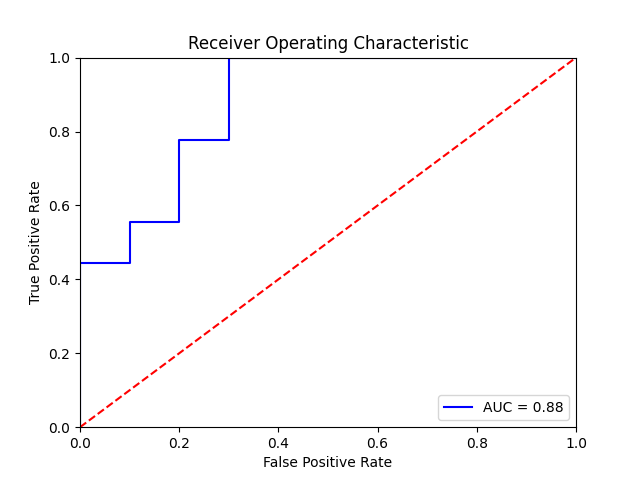 Receiver Operating Characteristic
1.0
0.8
0.6
0.4
0.2
0.0
True Positive Rate
AUC = 0.88
0.0 0.2 0.4 0.6 0.8 1.0
False Positive Rate